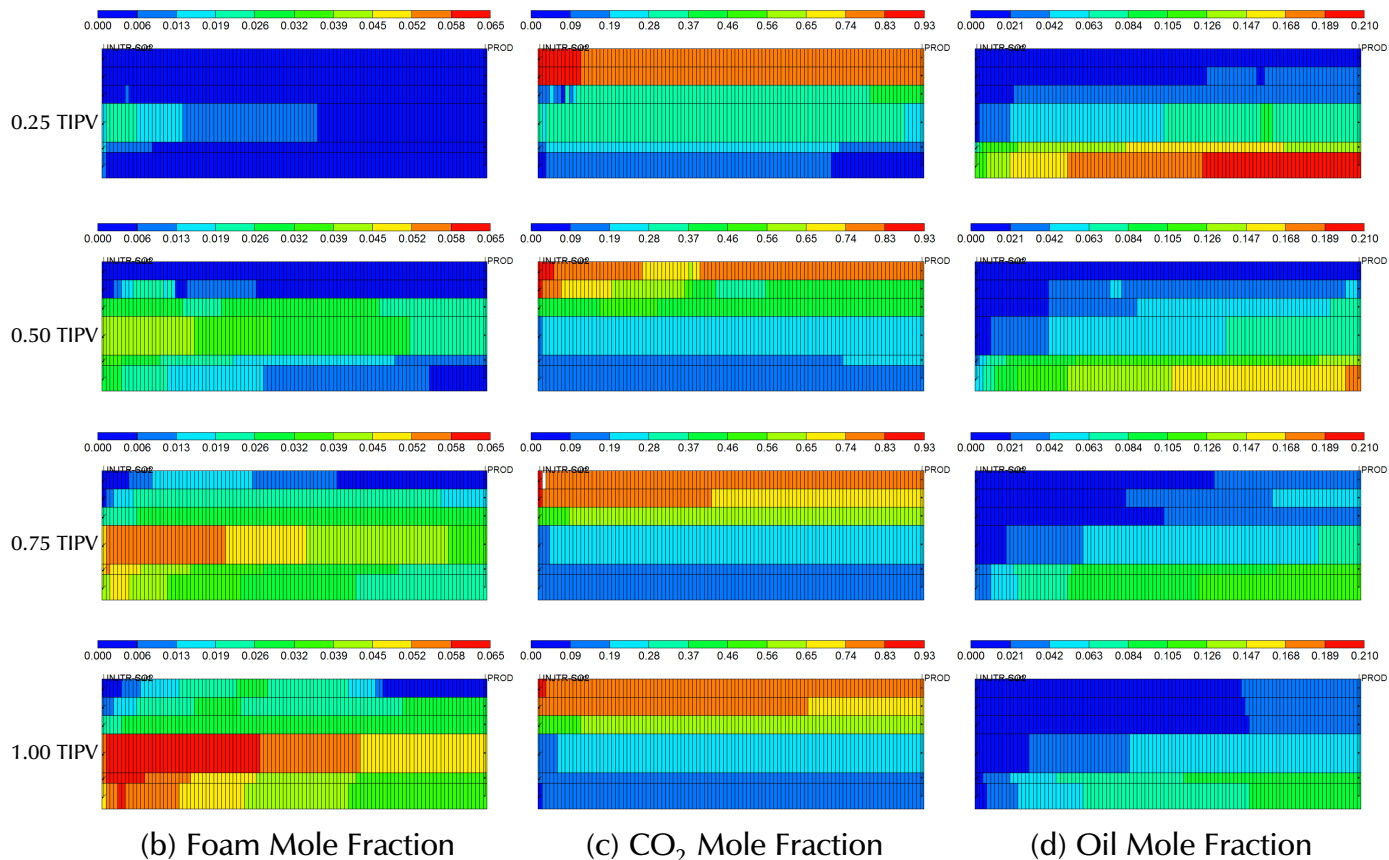 0.000 0.006 0.013 0.019 0.026 0.032 0.039 0.045 0.052 0.058 0.065
0.00 0.09 0.19 0.28 0.37 0.46 0.56 0.65 0.74 0.83 0.93
0.000 0.021 0.042 0.063 0.084 0.105 0.126 0.147 0.168 0.189 0.210
PROD
PROD
PROD
0.25 TIPV
0.000 0.006 0.013 0.019 0.026 0.032 0.039 0.045 0.052 0.058 0.065
0.00 0.09 0.28 0.37 0.46 0.56 0.65 0.74 0.83 0.93
0.000 0.021 0.042 0.063 0.084 0.105 0.126 0.147 0.168 0.189 0.210
PROD
PROD
PROD
0.50 TIPV
0.000 0.006 0.013 0.019 0.026 0.032 0.039 0.045 0.052 0.058 0.065
0.00 0.09 0.28 0.37 0.46 0.56 0.65 0.74 0.83 0.93
0.000 0.021 0.042 0.063 0.084 0.105 0.126 0.147 0.168 0.189 0.210
PROD
PROD
PROD
0.75 TIPV
0.000 0.006 0.013 0.019 0.026 0.032 0.039 0.045 0.052 0.058 0.065
0.00 0.09 0.28 0.37 0.46 0.56 0.65 0.74 0.83 0.93
0.000 0.021 0.042 0.063 0.084 0.105 0.126 0.147 0.168 0.189 0.210
PROD
PROD
PROD
1.00 TIPV
(b) Foam Mole Fraction
(c) CO₂ Mole Fraction
(d) Oil Mole Fraction